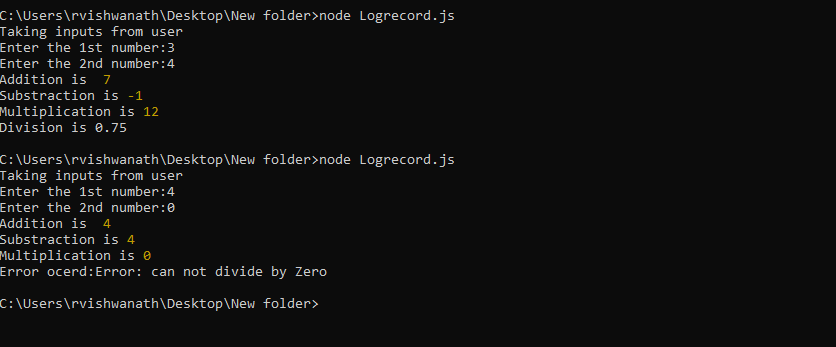 C:\Users\rvishwanath\Desktop\New folder>node Logrecord.js
Taking inputs from user
Enter the 1st number:3
Enter the 2nd number:4
Addition is  7
Substraction is -1
Multiplication is 12
Division is 0.75
C:\Users\rvishwanath\Desktop\New folder>node Logrecord.js
Taking inputs from user
Enter the 1st number:4
Enter the 2nd number:0
Addition is  4
Substraction is 4
Multiplication is 0
Error ocerd:Error: can not divide by Zero
C:\Users\rvishwanath\Desktop\New folder>